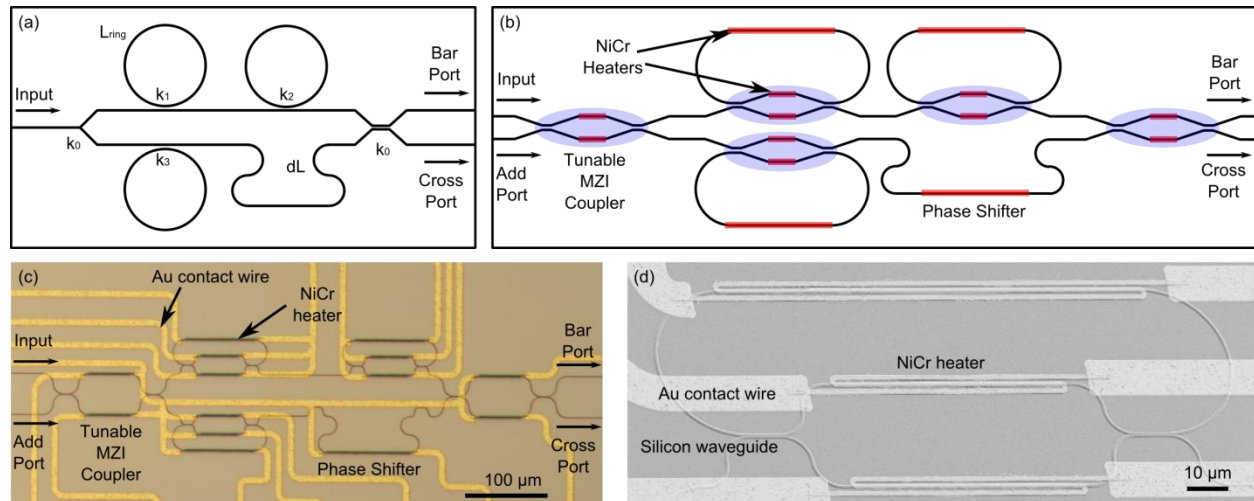 (a)
L_ring
Bar
Port
Input
k₁
k₂
k₀
k₃
k₀
dL
Cross
Port
(b)
NiCr
Heaters
Bar
Port
Input
Add
Port
Tunable
MZI
Coupler
Phase Shifter
Cross
Port
(c)
Au contact wire
NiCr
heater
Bar
Port
Input
Add
Port
Tunable
MZI
Coupler
Phase Shifter
Cross
Port
100 µm
(d)
NiCr heater
Au contact wire
Silicon waveguide
10 µm